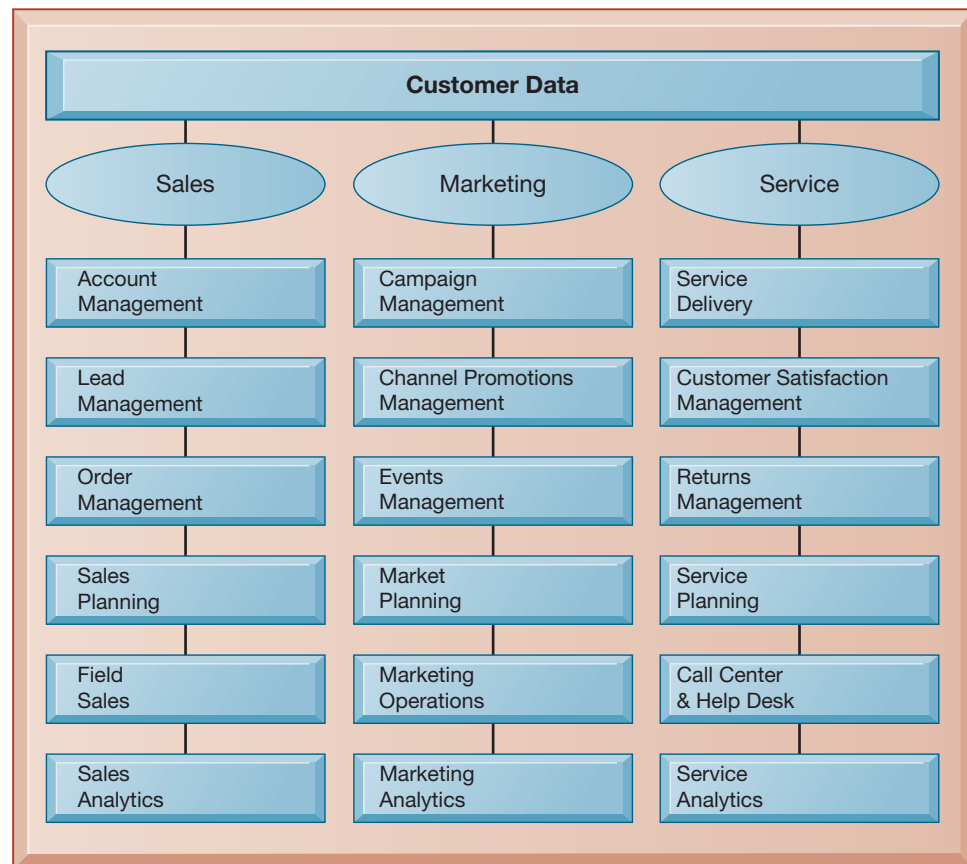 Customer Data
Sales
Account
Management
Lead
Management
Order
Management
Sales
Planning
Field
Sales
Sales
Analytics
Marketing
Campaign
Management
Channel Promotions
Management
Events
Management
Market
Planning
Marketing
Operations
Marketing
Analytics
Service
Service
Delivery
Customer Satisfaction
Management
Returns
Management
Service
Planning
Call Center
& Help Desk
Service
Analytics